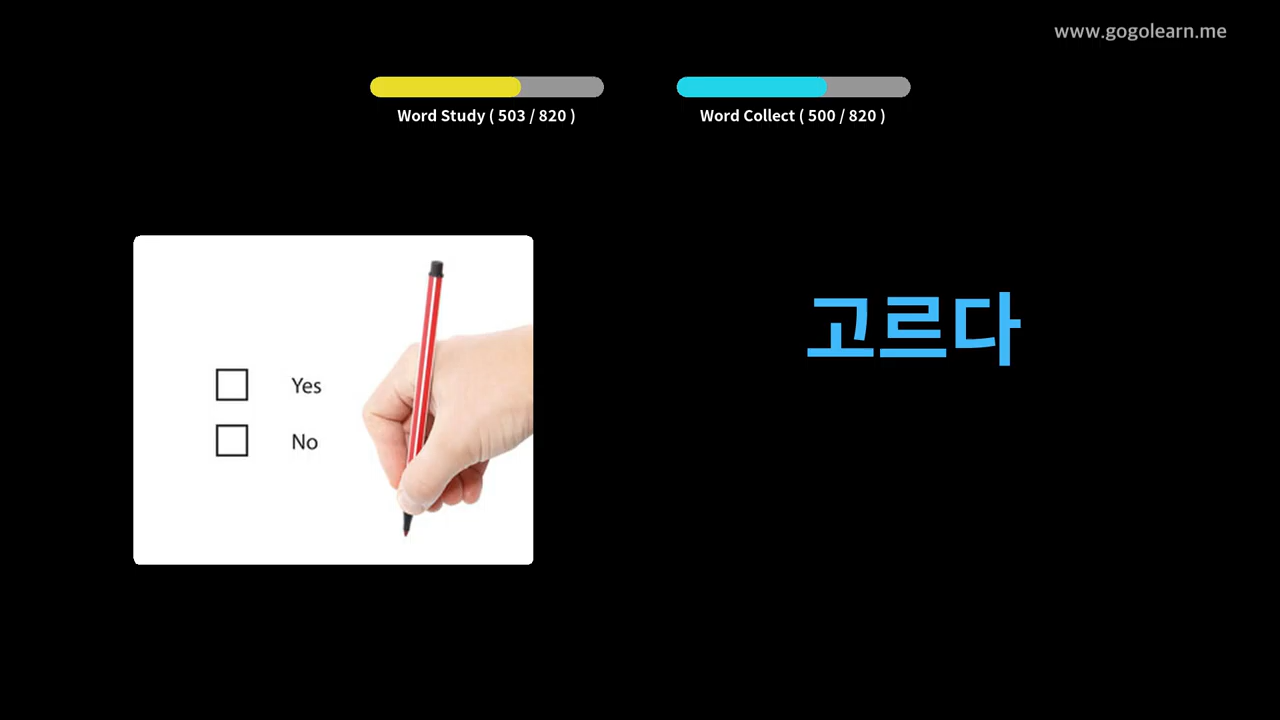 www.gogolearn.me
Word Study ( 503 / 820 )
Word Collect ( 500 / 820 )
Yes
No
고르다